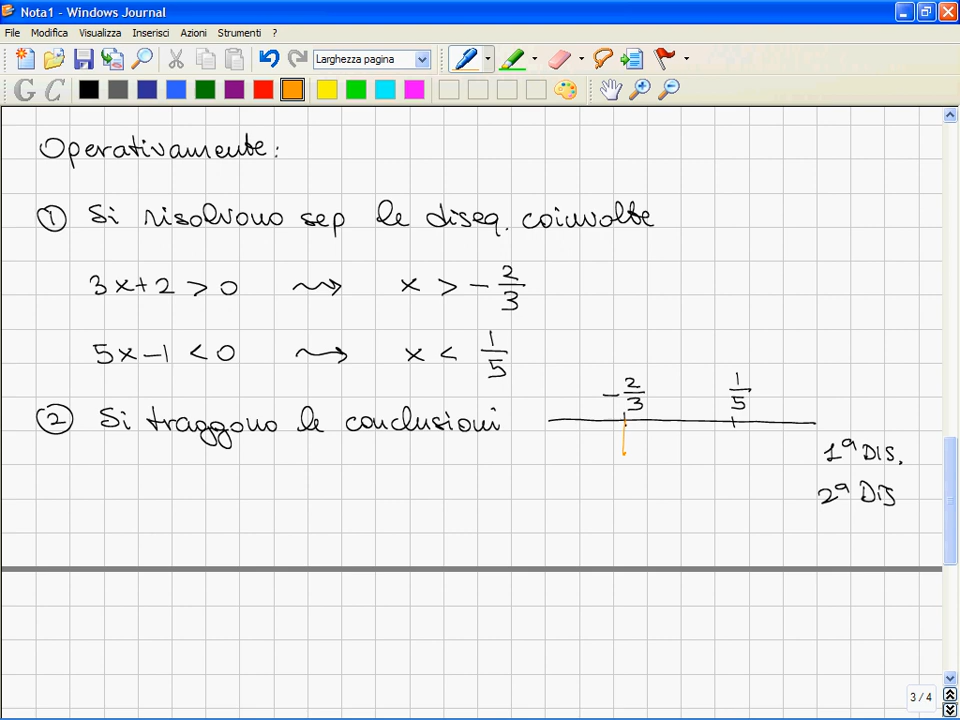 Nota1 - Windows Journal
File Modifica Visualizza Inserisci Azioni Strumenti ?
Larghezza pagina
G C
Operativamente:
① Si risolvono sep le diseq. coinvolte
3x+2 > 0 ⇝ x > -2/3
5x-1 < 0 ⇝ x < 1/5
-2/3 1/5
② Si traggono le conclusioni
1ª DIS.
2ª DIS
3 / 4